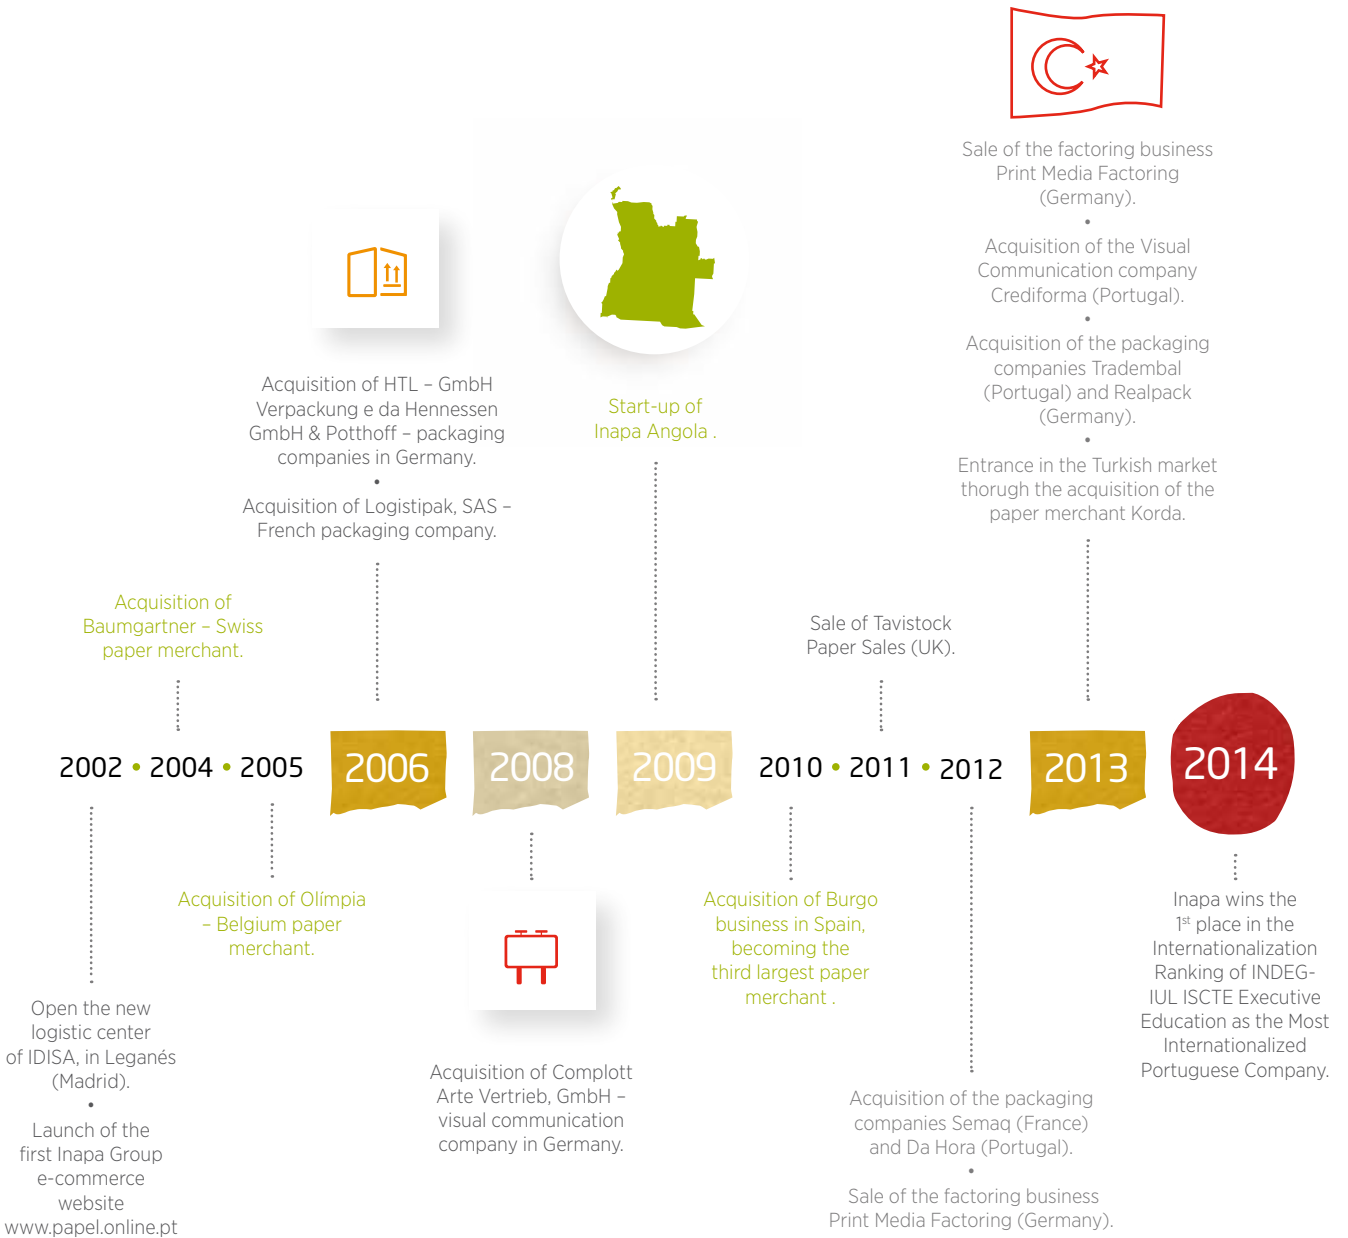 Sale of the factoring business
Print Media Factoring
(Germany).
•
Acquisition of the Visual
Communication company
Crediforma (Portugal).
•
Acquisition of the packaging
companies Tradembal
(Portugal) and Realpack
(Germany).
•
Entrance in the Turkish market
thorugh the acquisition of the
paper merchant Korda.
Acquisition of HTL – GmbH
Verpackung e da Hennessen
GmbH & Potthoff – packaging
companies in Germany.
•
Acquisition of Logistipak, SAS –
French packaging company.
Start-up of
Inapa Angola .
Acquisition of
Baumgartner – Swiss
paper merchant.
Sale of Tavistock
Paper Sales (UK).
2002 • 2004 • 2005 2006 2008 2009 2010 • 2011 • 2012 2013 2014
Acquisition of Olímpia
– Belgium paper
merchant.
Acquisition of Burgo
business in Spain,
becoming the
third largest paper
merchant .
Inapa wins the
1st place in the
Internationalization
Ranking of INDEG-
IUL ISCTE Executive
Education as the Most
Internationalized
Portuguese Company.
Open the new
logistic center
of IDISA, in Leganés
(Madrid).
•
Launch of the
first Inapa Group
e-commerce
website
www.papel.online.pt
Acquisition of Complott
Arte Vertrieb, GmbH –
visual communication
company in Germany.
Acquisition of the packaging
companies Semaq (France)
and Da Hora (Portugal).
•
Sale of the factoring business
Print Media Factoring (Germany).